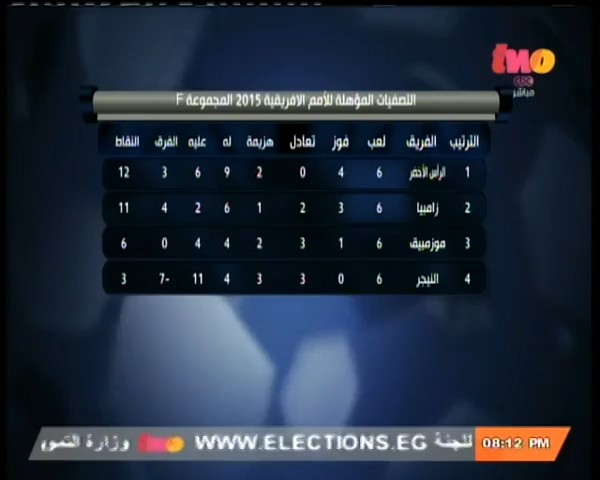 two
cbc
مباشر
التصفيات المؤهلة للأمم الافريقية 2015 المجموعة F
الترتيب الفريق لعب فوز تعادل هزيمة له عليه الفرق النقاط
1 الرأس الأخضر 6 4 0 2 9 6 3 12
2 زامبيا 6 3 2 1 6 2 4 11
3 موزمبيق 6 1 3 2 4 4 0 6
4 النيجر 6 0 3 3 4 11 7- 3
08:12 PM للجنة WWW.ELECTIONS.EG two وزارة التموي